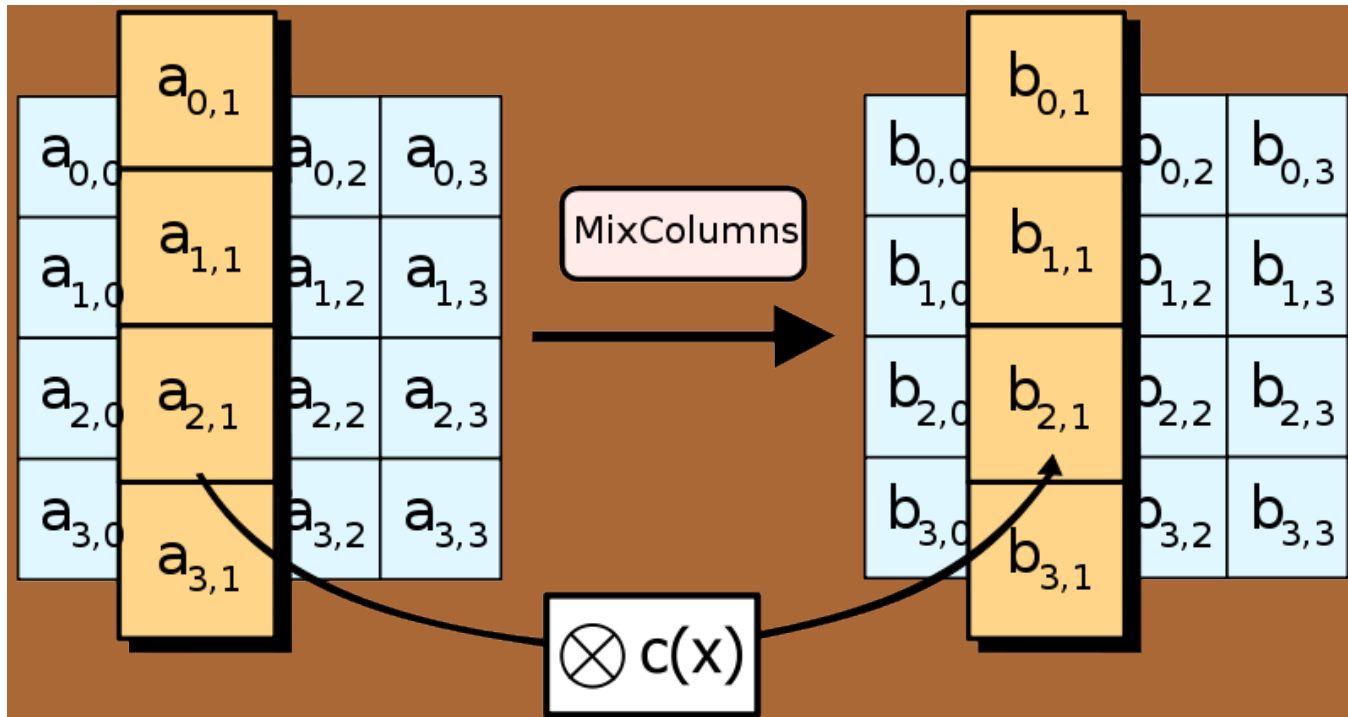 a0,1
b0,1
a0,0 a0,2 a0,3
b0,0 b0,2 b0,3
MixColumns
a1,1
b1,1
a1,0 a1,2 a1,3
b1,0 b1,2 b1,3
a2,1
b2,1
a2,0 a2,2 a2,3
b2,0 b2,2 b2,3
a3,0 a3,2 a3,3
b3,0 b3,2 b3,3
a3,1
b3,1
⊗ c(x)